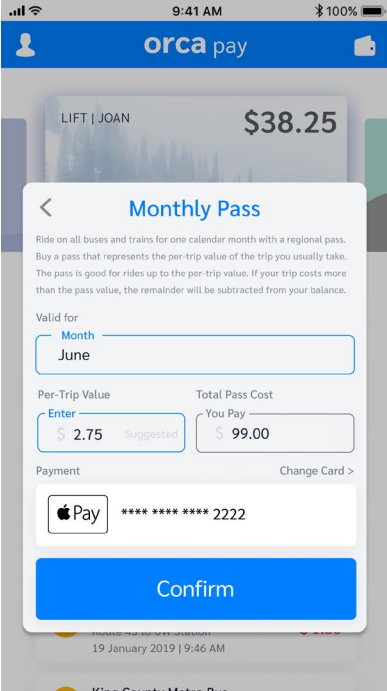 9:41 AM
100%
orca pay
LIFT | JOAN
$38.25
Monthly Pass
Ride on all buses and trains for one calendar month with a regional pass.
Buy a pass that represents the per-trip value of the trip you usually take.
The pass is good for rides up to the per-trip value. If your trip costs more
than the pass value, the remainder will be subtracted from your balance.
Valid for
Month
June
Per-Trip Value
Total Pass Cost
Enter
You Pay
$ 2.75 Suggested
$ 99.00
Payment
Change Card >
Pay **** **** **** 2222
Confirm
Route 45 to UW Station
19 January 2019 | 9:46 AM
King County Metro Bus